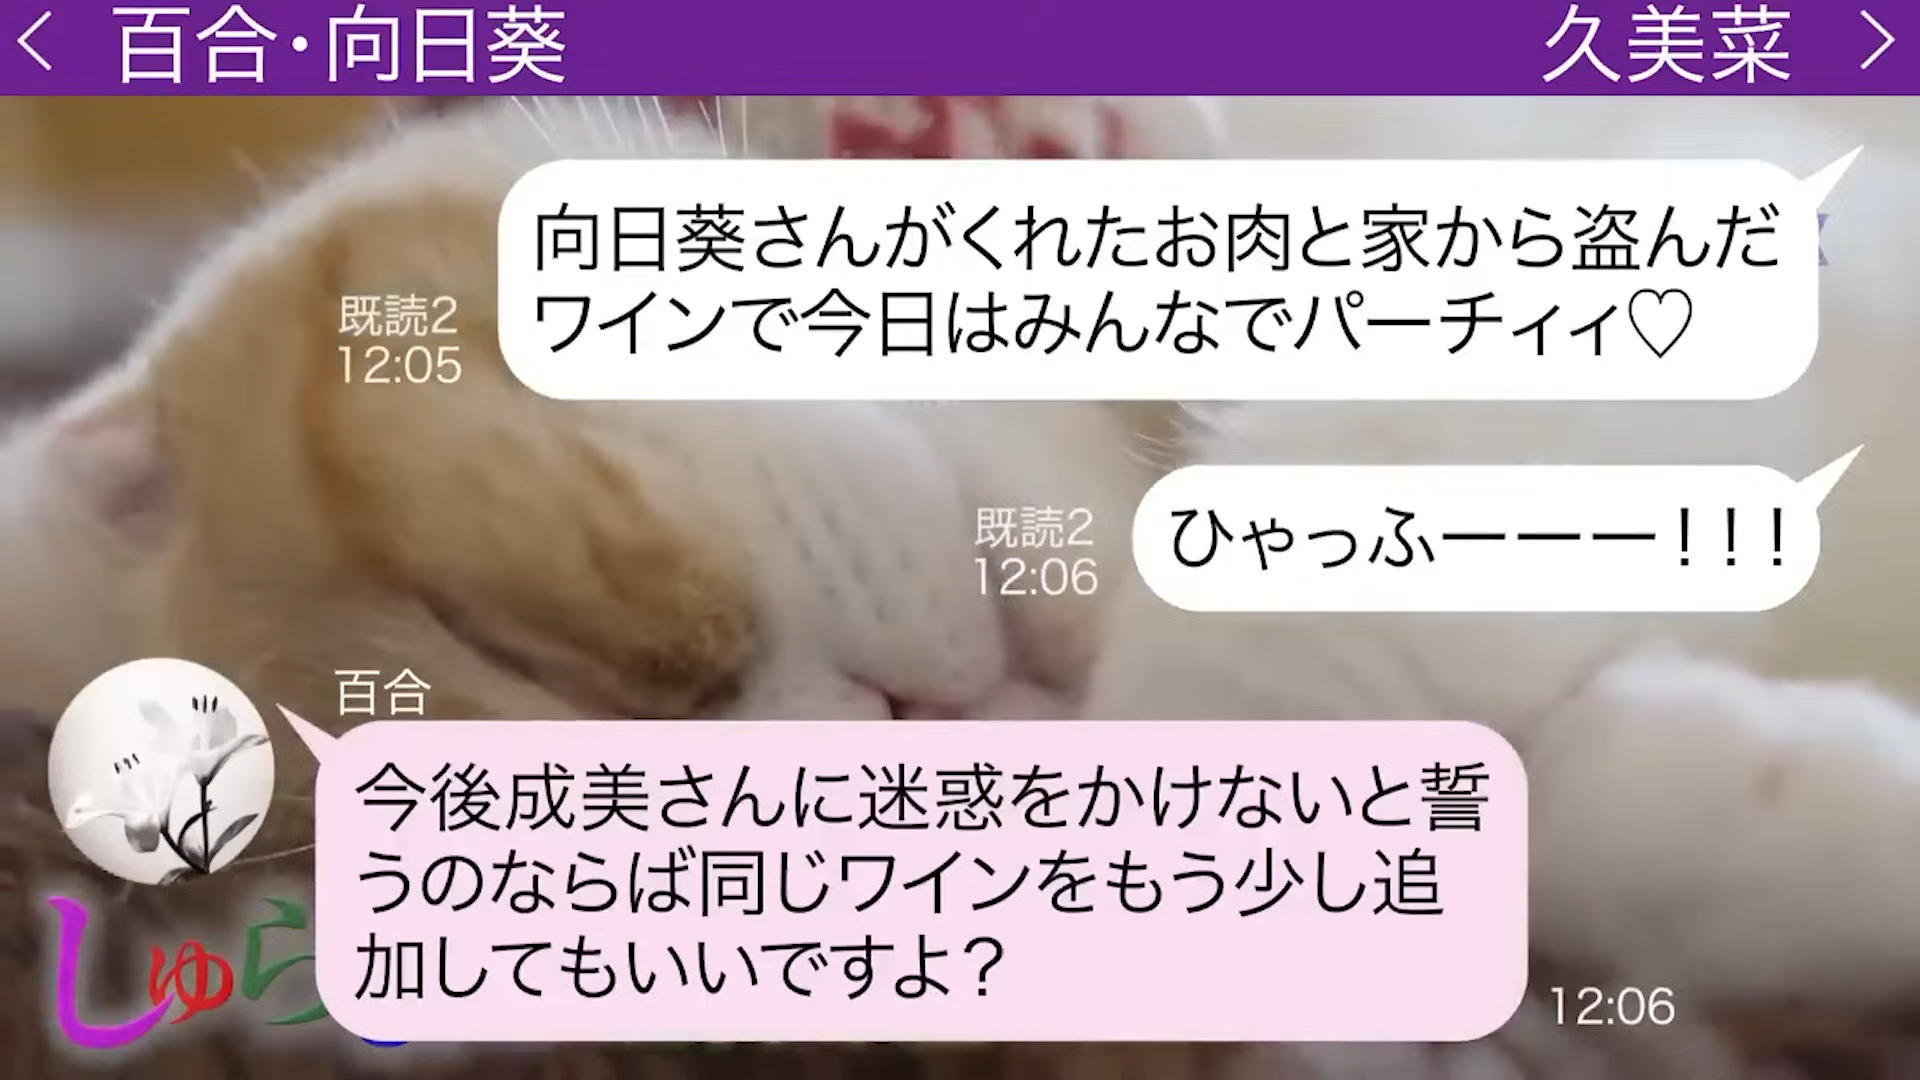 百合・向日葵
久美菜
向日葵さんがくれたお肉と家から盗んだ
ワインで今日はみんなでパーチィィ♡
既読2
12:05
ひゃっふーーー！！！
既読2
12:06
百合
今後成美さんに迷惑をかけないと誓
うのならば同じワインをもう少し追
加してもいいですよ？
12:06
しゅら